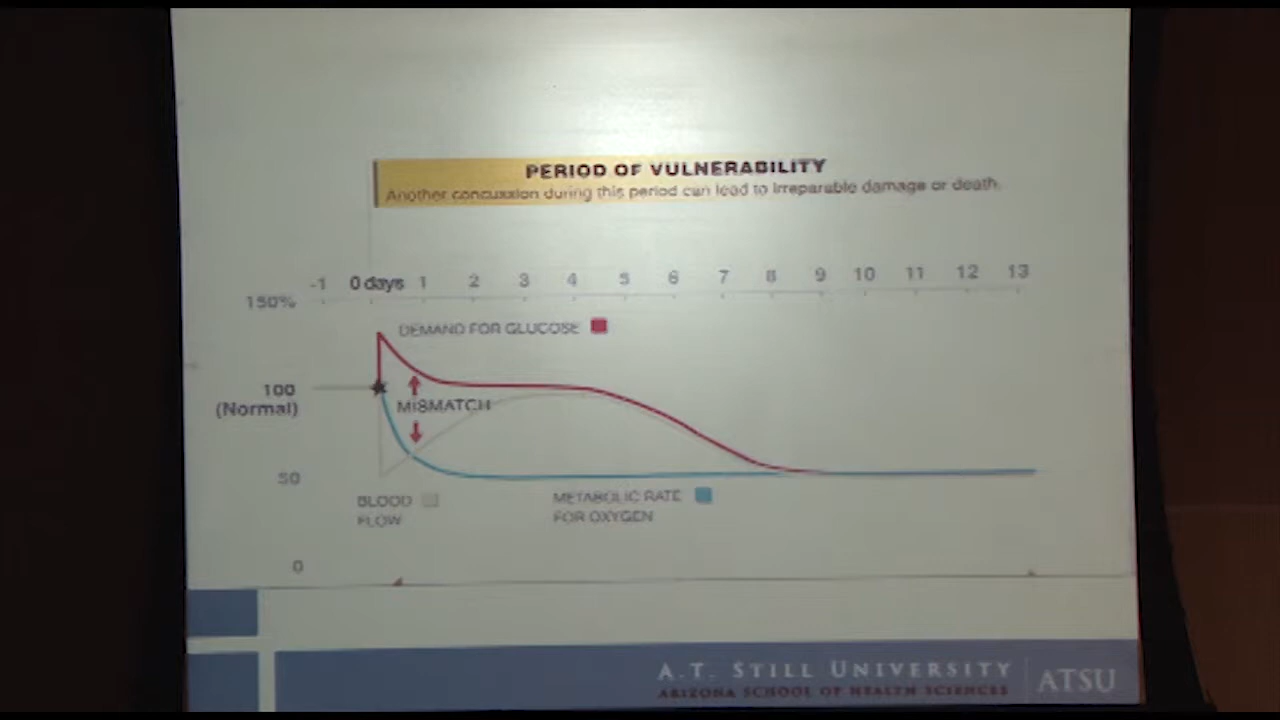 PERIOD OF VULNERABILITY
Another concussion during this period can lead to irreparable damage or death.
-1 0 days 1 2 3 4 5 6 7 8 9 10 11 12 13
150%
DEMAND FOR GLUCOSE
100
(Normal)
MISMATCH
50
BLOOD
FLOW
METABOLIC RATE
FOR OXYGEN
0
A.T. STILL UNIVERSITY
ARIZONA SCHOOL OF HEALTH SCIENCES
ATSU